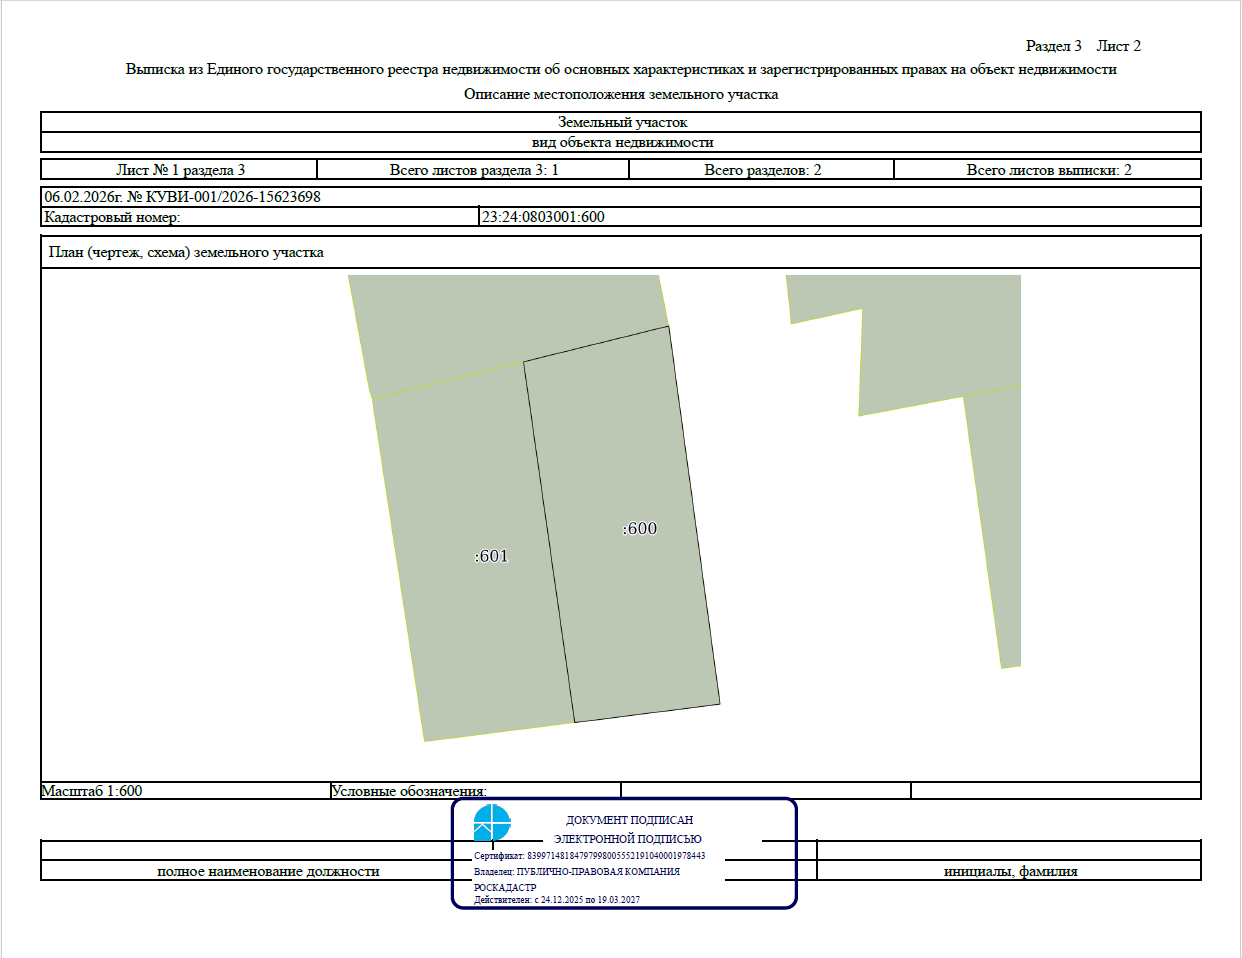 Раздел 3 Лист 2
Выписка из Единого государственного реестра недвижимости об основных характеристиках и зарегистрированных правах на объект недвижимости
Описание местоположения земельного участка
Земельный участок
вид объекта недвижимости
Лист № 1 раздела 3 Всего листов раздела 3: 1 Всего разделов: 2 Всего листов выписки: 2
06.02.2026г. № КУВИ-001/2026-15623698
Кадастровый номер: 23:24:0803001:600
План (чертеж, схема) земельного участка
:600
:601
Масштаб 1:600 Условные обозначения:
ДОКУМЕНТ ПОДПИСАН
ЭЛЕКТРОННОЙ ПОДПИСЬЮ
Сертификат: 83997148184797998005552191040001978443
Владелец: ПУБЛИЧНО-ПРАВОВАЯ КОМПАНИЯ
РОСКАДАСТР
Действителен: с 24.12.2025 по 19.03.2027
полное наименование должности инициалы, фамилия